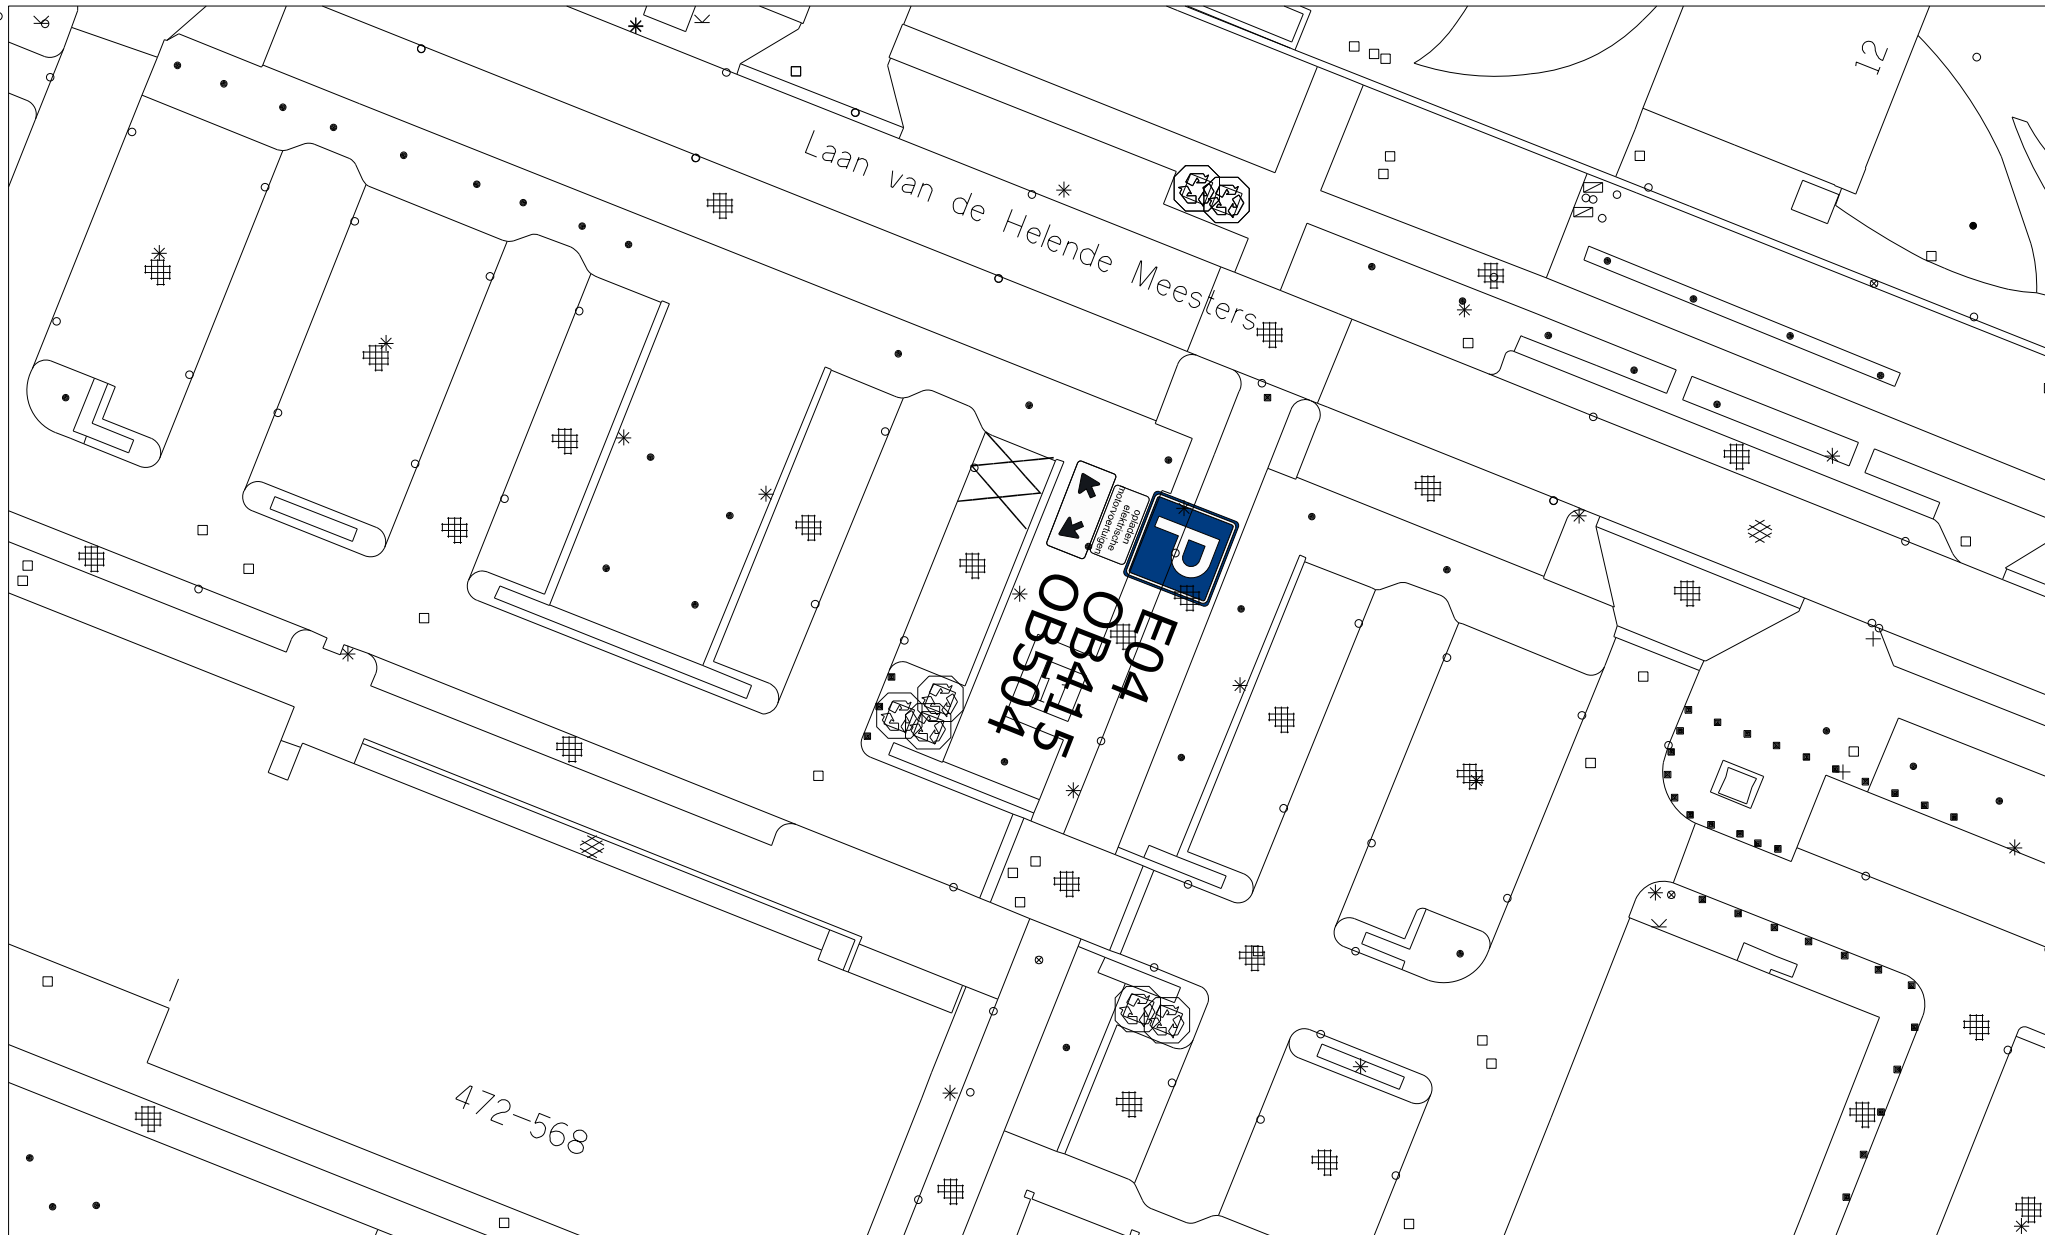 K
K
12
Laan van de Helende Meesters
P
opladen
elektrische
motorvoertuigen
E04
OB415
OB504
K
472-568